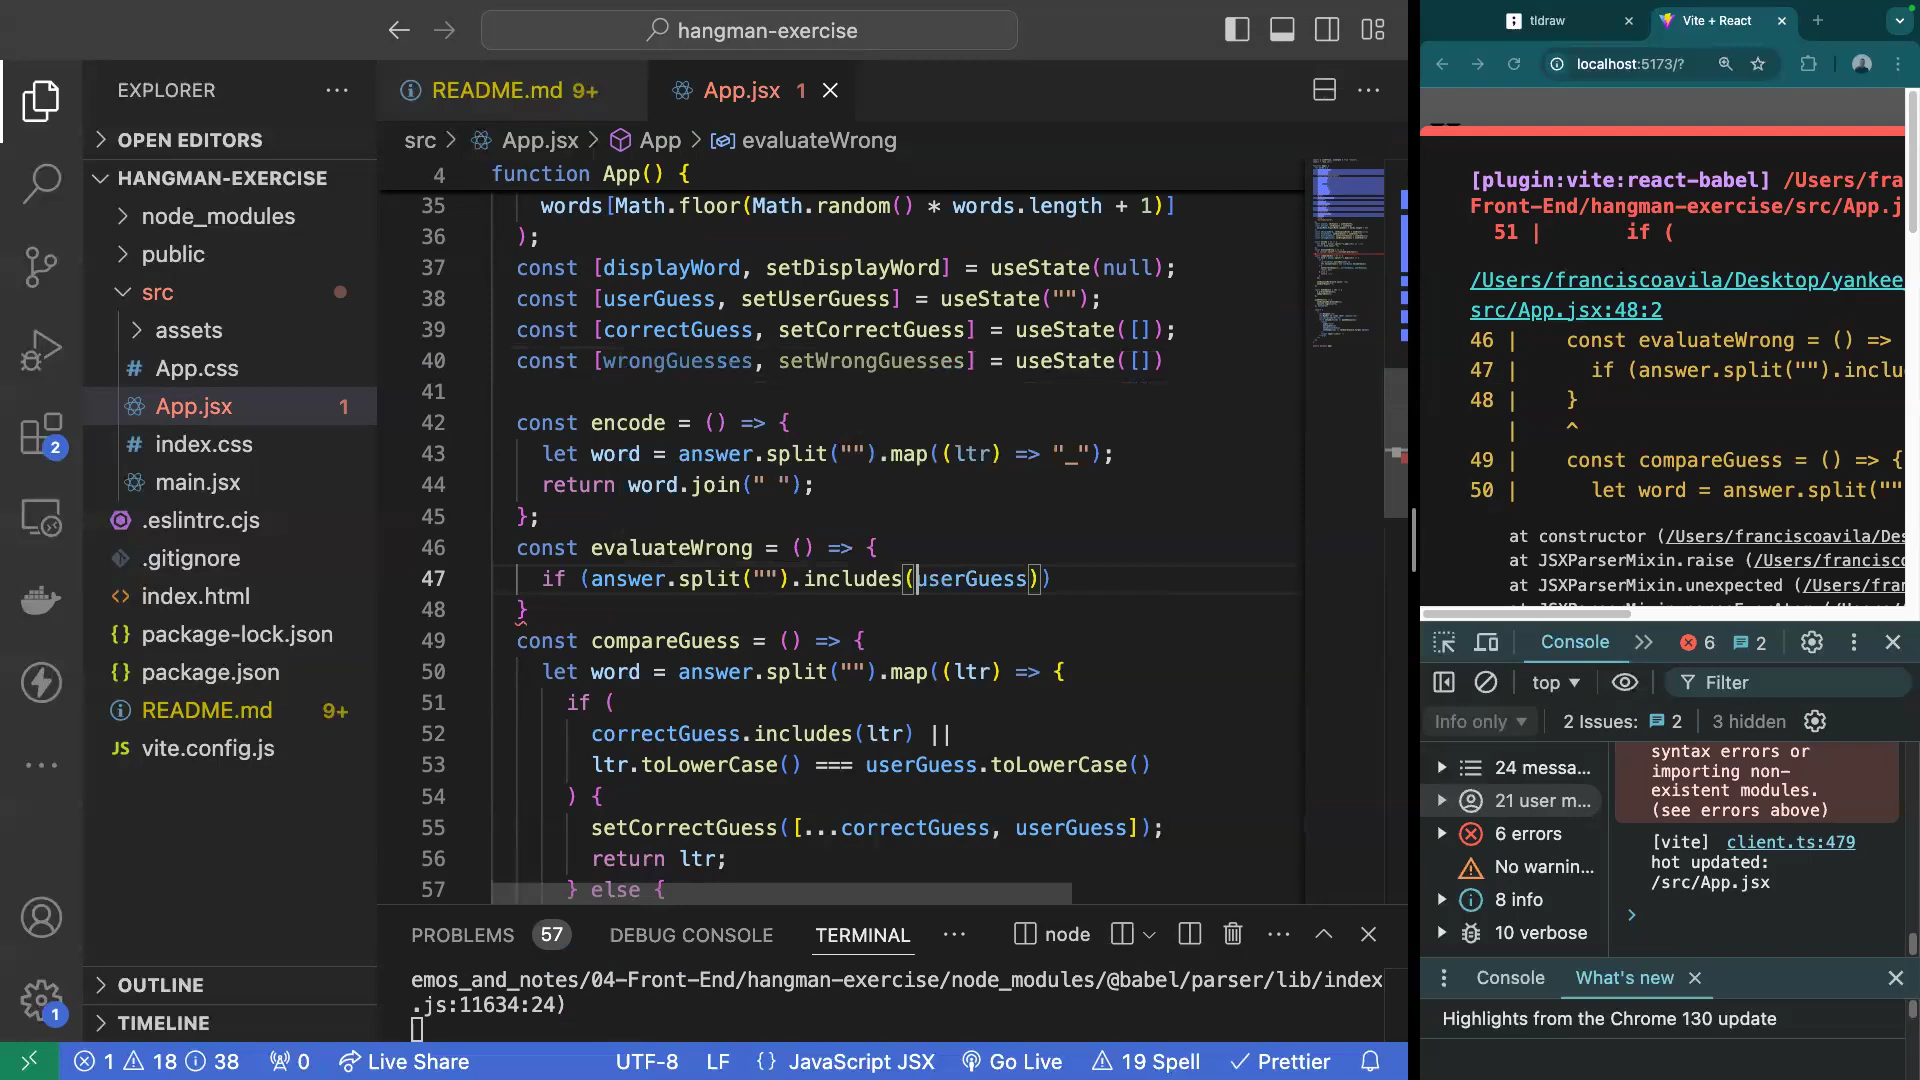 hangman-exercise
tldraw
Vite + React
localhost:5173/?
EXPLORER
OPEN EDITORS
HANGMAN-EXERCISE
node_modules
public
src
assets
App.css
App.jsx 1
index.css
main.jsx
.eslintrc.cjs
.gitignore
index.html
package-lock.json
package.json
README.md 9+
vite.config.js
OUTLINE
TIMELINE
2
1
README.md 9+
App.jsx 1
src > App.jsx > App > evaluateWrong
4 function App() {
35 words[Math.floor(Math.random() * words.length + 1)]
36 );
37 const [displayWord, setDisplayWord] = useState(null);
38 const [userGuess, setUserGuess] = useState("");
39 const [correctGuess, setCorrectGuess] = useState([]);
40 const [wrongGuesses, setWrongGuesses] = useState([])
41
42 const encode = () => {
43 let word = answer.split("").map((ltr) => "_");
44 return word.join(" ");
45 };
46 const evaluateWrong = () => {
47 if (answer.split("").includes(userGuess))
48 }
49 const compareGuess = () => {
50 let word = answer.split("").map((ltr) => {
51 if (
52 correctGuess.includes(ltr) ||
53 ltr.toLowerCase() === userGuess.toLowerCase()
54 ) {
55 setCorrectGuess([...correctGuess, userGuess]);
56 return ltr;
57 } else {
PROBLEMS 57 DEBUG CONSOLE TERMINAL
node
emos_and_notes/04-Front-End/hangman-exercise/node_modules/@babel/parser/lib/index
.js:11634:24)
1 18 38 0 Live Share UTF-8 LF {} JavaScript JSX Go Live 19 Spell Prettier
[plugin:vite:react-babel] /Users/fra
Front-End/hangman-exercise/src/App.j
51 | if (
/Users/franciscoavila/Desktop/yankee
src/App.jsx:48:2
46 | const evaluateWrong = () =>
47 | if (answer.split("").inclu
48 | }
| ^
49 | const compareGuess = () => {
50 | let word = answer.split(""
at constructor (/Users/franciscoavila/Des
at JSXParserMixin.raise (/Users/francisco
at JSXParserMixin.unexpected (/Users/fran
Console
6
2
top
Filter
Info only
2 Issues: 2
3 hidden
24 messa...
21 user m...
6 errors
No warnin...
8 info
10 verbose
syntax errors or
importing non-
existent modules.
(see errors above)
[vite] client.ts:479
hot updated:
/src/App.jsx
Console
What's new
Highlights from the Chrome 130 update